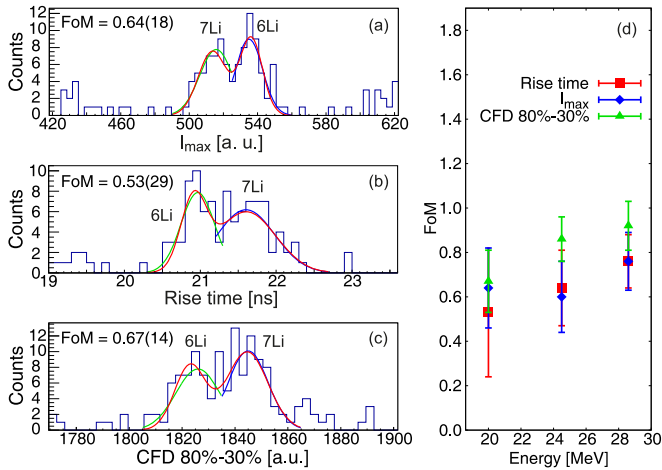 FoM = 0.64(18)
7Li
6Li
(a)
Counts
12
10
8
6
4
2
0
420
460
500
540
580
620
I_max [a. u.]
FoM = 0.53(29)
6Li
7Li
(b)
Counts
10
8
6
4
2
0
19
20
21
22
23
Rise time [ns]
FoM = 0.67(14)
6Li
7Li
(c)
Counts
12
10
8
6
4
2
0
1780
1800
1820
1840
1860
1880
1900
CFD 80%-30% [a.u.]
(d)
Rise time
I_max
CFD 80%-30%
FoM
1.8
1.6
1.4
1.2
1.0
0.8
0.6
0.4
0.2
0.0
18
20
22
24
26
28
30
Energy [MeV]